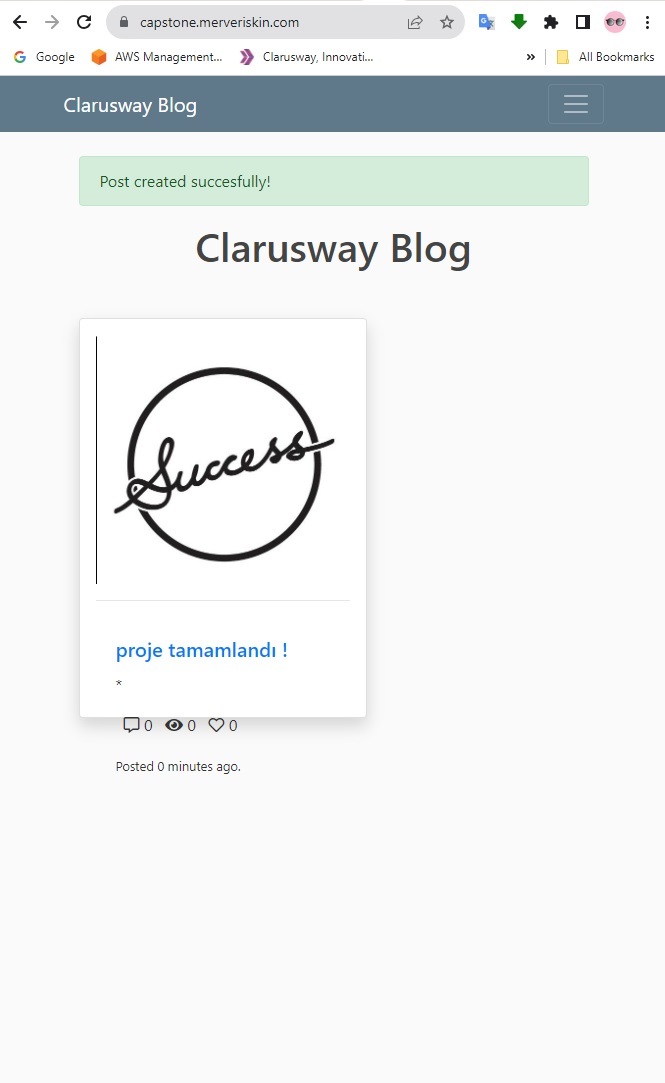 capstone.merveriskin.com
Google AWS Management... Clarusway, Innovati... » All Bookmarks
Clarusway Blog
Post created succesfully!
Clarusway Blog
Success
proje tamamlandı !
*
0 0 0
Posted 0 minutes ago.